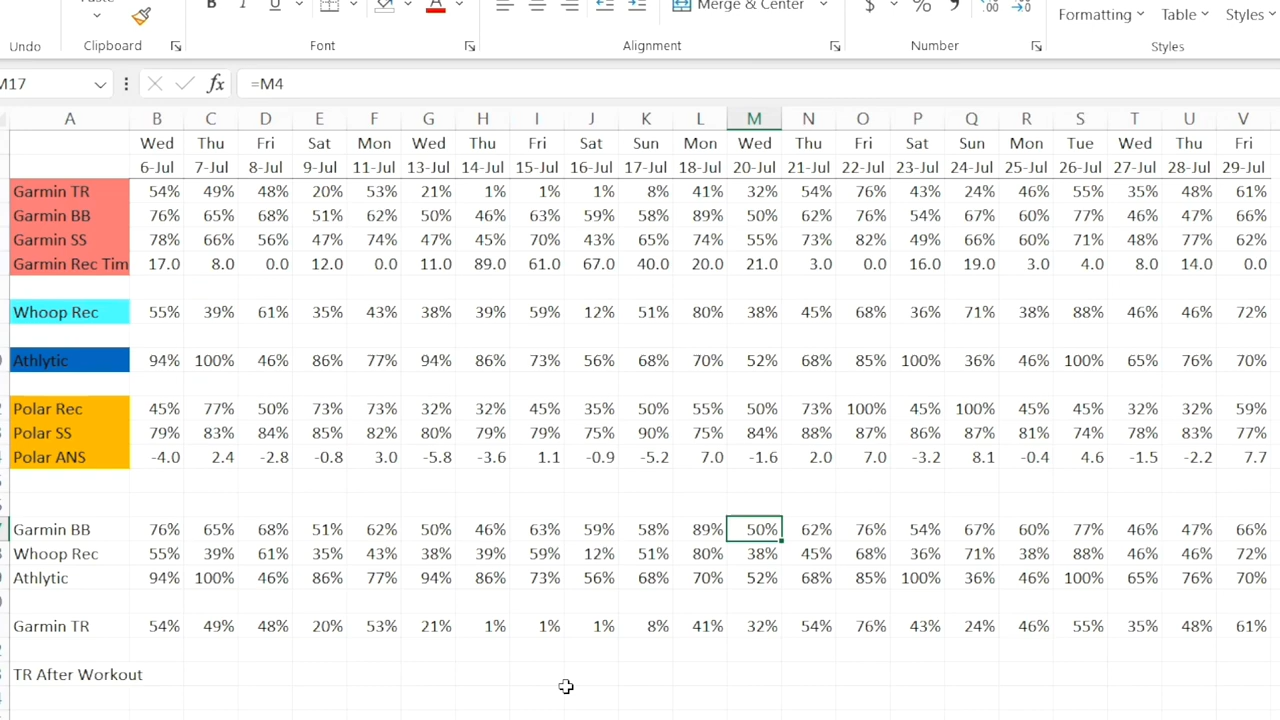 B I U Merge & Center $ % 9 .00 →0 Formatting Table Styles
Undo Clipboard Font Alignment Number Styles
M17 fx =M4
A B C D E F G H I J K L M N O P Q R S T U V
Wed Thu Fri Sat Mon Wed Thu Fri Sat Sun Mon Wed Thu Fri Sat Sun Mon Tue Wed Thu Fri
6-Jul 7-Jul 8-Jul 9-Jul 11-Jul 13-Jul 14-Jul 15-Jul 16-Jul 17-Jul 18-Jul 20-Jul 21-Jul 22-Jul 23-Jul 24-Jul 25-Jul 26-Jul 27-Jul 28-Jul 29-Jul
Garmin TR 54% 49% 48% 20% 53% 21% 1% 1% 1% 8% 41% 32% 54% 76% 43% 24% 46% 55% 35% 48% 61%
Garmin BB 76% 65% 68% 51% 62% 50% 46% 63% 59% 58% 89% 50% 62% 76% 54% 67% 60% 77% 46% 47% 66%
Garmin SS 78% 66% 56% 47% 74% 47% 45% 70% 43% 65% 74% 55% 73% 82% 49% 66% 60% 71% 48% 77% 62%
Garmin Rec Tim 17.0 8.0 0.0 12.0 0.0 11.0 89.0 61.0 67.0 40.0 20.0 21.0 3.0 0.0 16.0 19.0 3.0 4.0 8.0 14.0 0.0
Whoop Rec 55% 39% 61% 35% 43% 38% 39% 59% 12% 51% 80% 38% 45% 68% 36% 71% 38% 88% 46% 46% 72%
Athlytic 94% 100% 46% 86% 77% 94% 86% 73% 56% 68% 70% 52% 68% 85% 100% 36% 46% 100% 65% 76% 70%
Polar Rec 45% 77% 50% 73% 73% 32% 32% 45% 35% 50% 55% 50% 73% 100% 45% 100% 45% 45% 32% 32% 59%
Polar SS 79% 83% 84% 85% 82% 80% 79% 79% 75% 90% 75% 84% 88% 87% 86% 87% 81% 74% 78% 83% 77%
Polar ANS -4.0 2.4 -2.8 -0.8 3.0 -5.8 -3.6 1.1 -0.9 -5.2 7.0 -1.6 2.0 7.0 -3.2 8.1 -0.4 4.6 -1.5 -2.2 7.7
Garmin BB 76% 65% 68% 51% 62% 50% 46% 63% 59% 58% 89% 50% 62% 76% 54% 67% 60% 77% 46% 47% 66%
Whoop Rec 55% 39% 61% 35% 43% 38% 39% 59% 12% 51% 80% 38% 45% 68% 36% 71% 38% 88% 46% 46% 72%
Athlytic 94% 100% 46% 86% 77% 94% 86% 73% 56% 68% 70% 52% 68% 85% 100% 36% 46% 100% 65% 76% 70%
Garmin TR 54% 49% 48% 20% 53% 21% 1% 1% 1% 8% 41% 32% 54% 76% 43% 24% 46% 55% 35% 48% 61%
TR After Workout